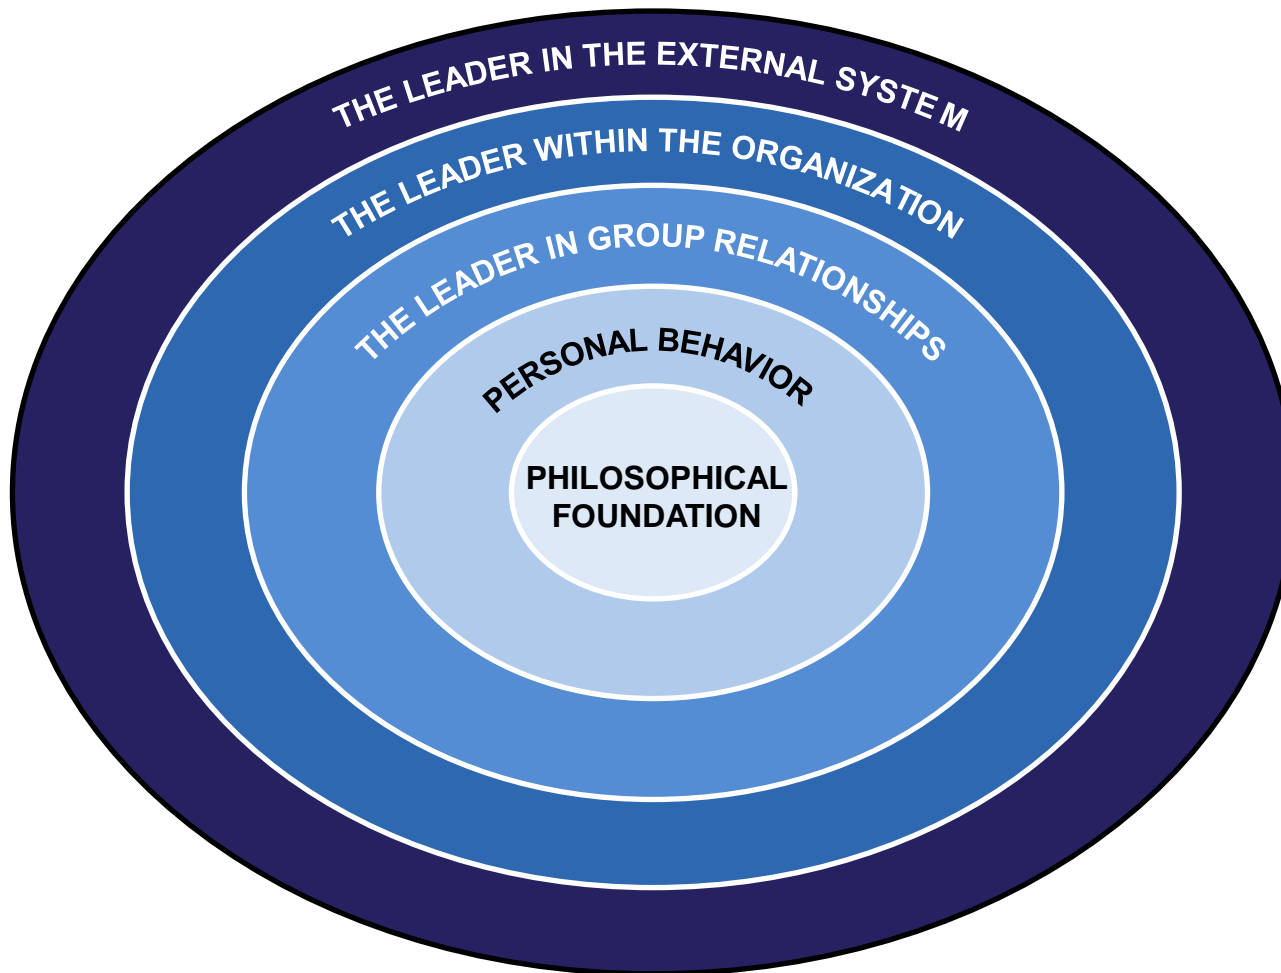 THE LEADER IN THE EXTERNAL SYSTEM
THE LEADER WITHIN THE ORGANIZATION
THE LEADER IN GROUP RELATIONSHIPS
PERSONAL BEHAVIOR
PHILOSOPHICAL
FOUNDATION